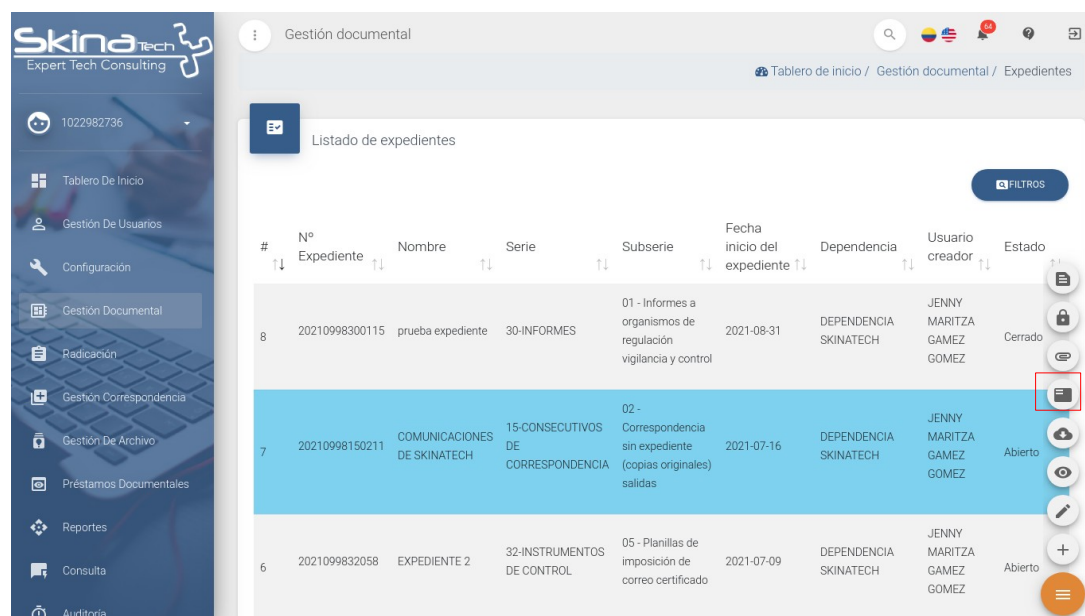 Skina Tech
Expert Tech Consulting
Gestión documental
64
Tablero de inicio / Gestión documental / Expedientes
1022982736
Tablero De Inicio
Gestión De Usuarios
Configuración
Gestión Documental
Radicación
Gestión Correspondencia
Gestión De Archivo
Préstamos Documentales
Reportes
Consulta
Auditoría
Listado de expedientes
FILTROS
# Nº Expediente Nombre Serie Subserie Fecha inicio del expediente Dependencia Usuario creador Estado
8 20210998300115 prueba expediente 30-INFORMES 01 - Informes a organismos de regulación vigilancia y control 2021-08-31 DEPENDENCIA SKINATECH JENNY MARITZA GAMEZ GOMEZ Cerrado
7 20210998150211 COMUNICACIONES DE SKINATECH 15-CONSECUTIVOS DE CORRESPONDENCIA 02 - Correspondencia sin expediente (copias originales) salidas 2021-07-16 DEPENDENCIA SKINATECH JENNY MARITZA GAMEZ GOMEZ Abierto
6 2021099832058 EXPEDIENTE 2 32-INSTRUMENTOS DE CONTROL 05 - Planillas de imposición de correo certificado 2021-07-09 DEPENDENCIA SKINATECH JENNY MARITZA GAMEZ GOMEZ Abierto